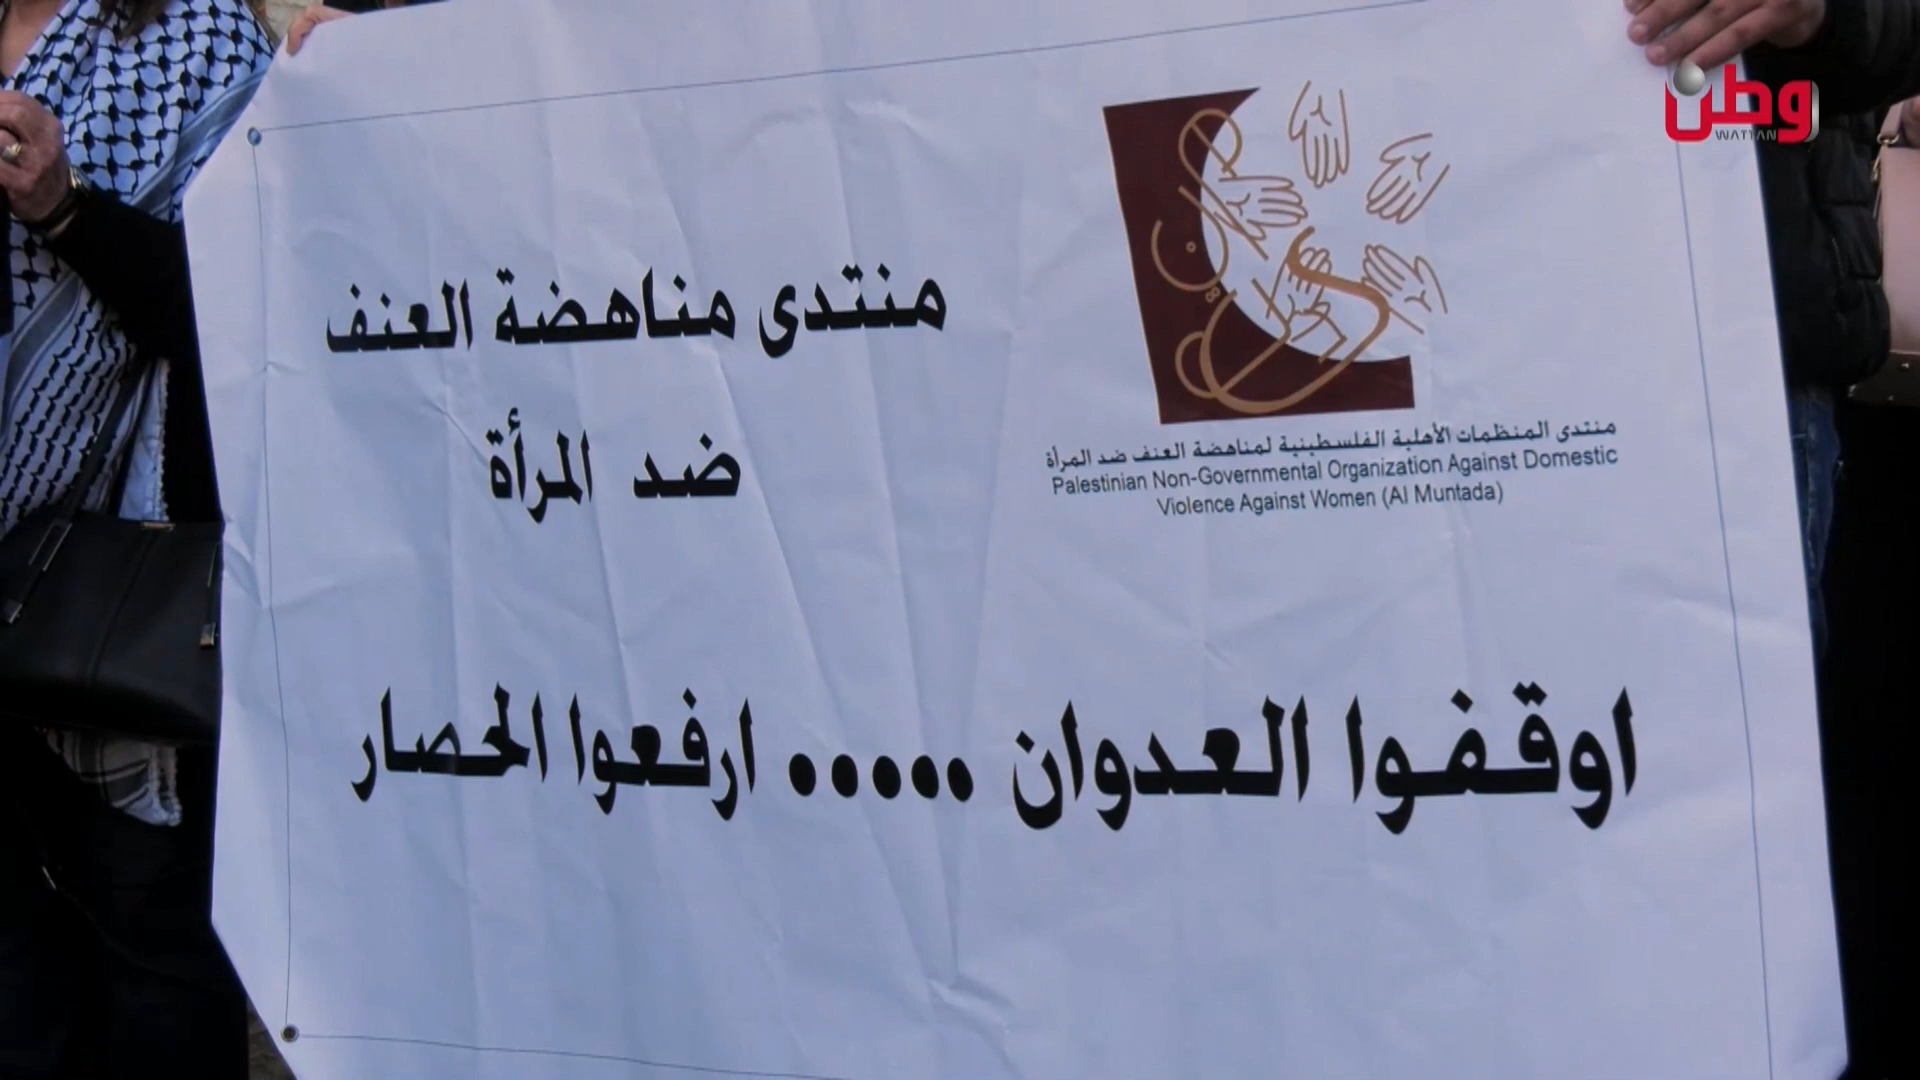 وطن
WATTAN
منتدى المنظمات الأهلية الفلسطينية لمناهضة العنف ضد المرأة
Palestinian Non-Governmental Organization Against Domestic
Violence Against Women (Al Muntada)
منتدى مناهضة العنف
ضد المرأة
اوقفوا العدوان ..... ارفعوا الحصار